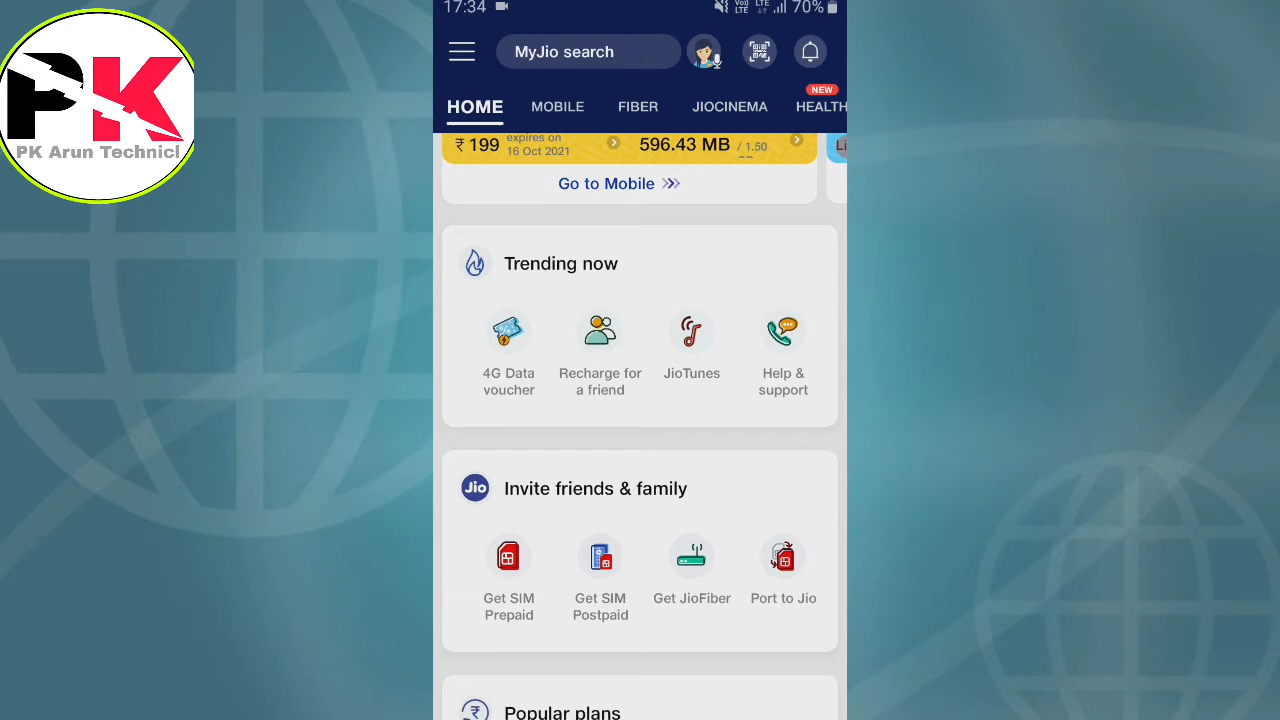 PK
PK Arun Technicl
17:34
Vo)
LTE
LTE
70%
MyJio search
NEW
HOME
MOBILE
FIBER
JIOCINEMA
HEALTH
₹ 199
expires on
16 Oct 2021
596.43 MB
/ 1.50
Go to Mobile
Trending now
4G Data
voucher
Recharge for
a friend
JioTunes
Help &
support
Jio
Invite friends & family
Get SIM
Prepaid
Get SIM
Postpaid
Get JioFiber
Port to Jio
₹
Popular plans